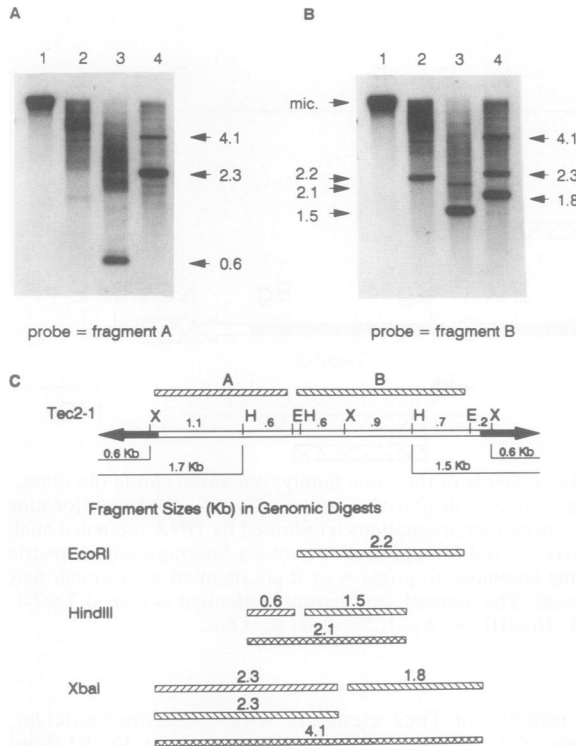 A
1 2 3 4
4.1
2.3
0.6
probe = fragment A
B
1 2 3 4
mic.
2.2
2.1
1.5
4.1
2.3
1.8
probe = fragment B
C
A B
Tec2-1
X H EH X H E X
1.1 .6 .6 .9 .7 .2
0.6 Kb 0.6 Kb
1.7 Kb 1.5 Kb
Fragment Sizes (Kb) in Genomic Digests
EcoRI 2.2
HindIII 0.6 1.5
2.1
XbaI 2.3 1.8
2.3
4.1